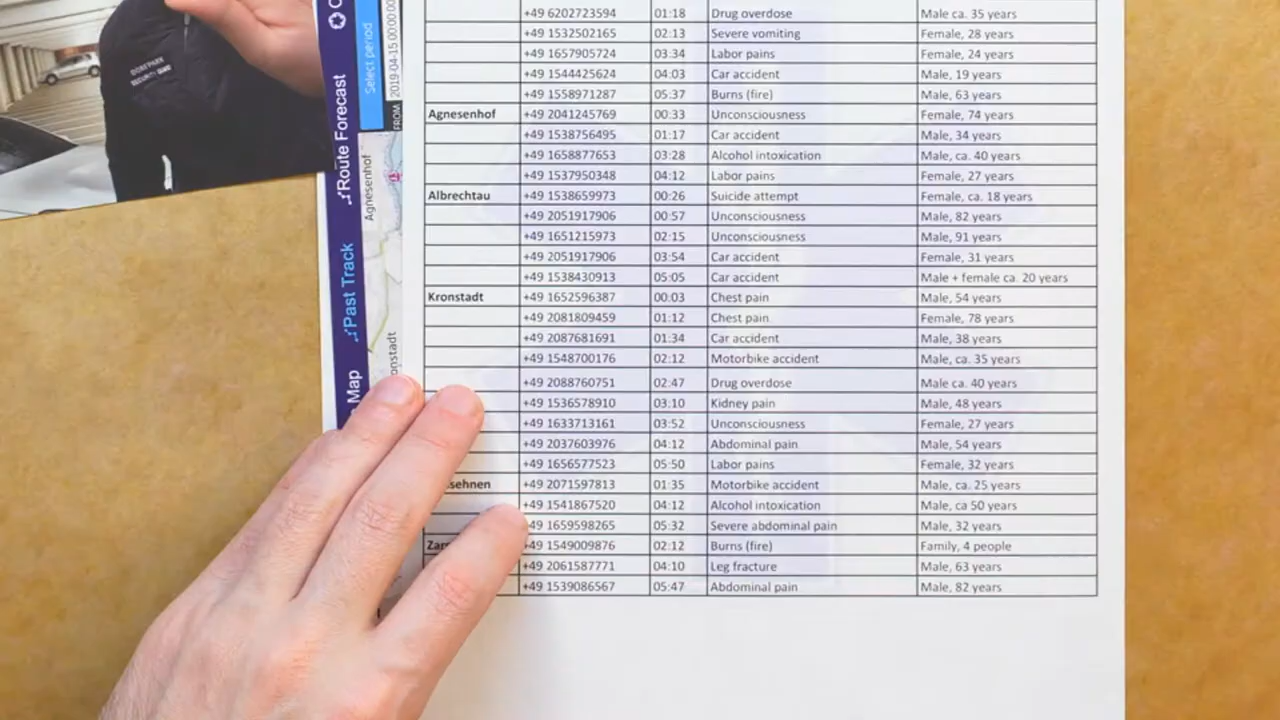 +49 6202723594 01:18 Drug overdose Male ca. 35 years
+49 1532502165 02:13 Severe vomiting Female, 28 years
+49 1657905724 03:34 Labor pains Female, 24 years
+49 1544425624 04:03 Car accident Male, 19 years
+49 1558971287 05:37 Burns (fire) Male, 63 years
Agnesenhof +49 2041245769 00:33 Unconsciousness Female, 74 years
+49 1538756495 01:17 Car accident Male, 34 years
+49 1658877653 03:28 Alcohol intoxication Male, ca. 40 years
+49 1537950348 04:12 Labor pains Female, 27 years
Albrechtau +49 1538659973 00:26 Suicide attempt Female, ca. 18 years
+49 2051917906 00:57 Unconsciousness Male, 82 years
+49 1651215973 02:15 Unconsciousness Male, 91 years
+49 2051917906 03:54 Car accident Female, 31 years
+49 1538430913 05:05 Car accident Male + female ca. 20 years
Kronstadt +49 1652596387 00:03 Chest pain Male, 54 years
+49 2081809459 01:12 Chest pain Female, 78 years
+49 2087681691 01:34 Car accident Male, 38 years
+49 1548700176 02:12 Motorbike accident Male, ca. 35 years
+49 2088760751 02:47 Drug overdose Male ca. 40 years
+49 1536578910 03:10 Kidney pain Male, 48 years
+49 1633713161 03:52 Unconsciousness Female, 27 years
+49 2037603976 04:12 Abdominal pain Male, 54 years
+49 1656577523 05:50 Labor pains Female, 32 years
sehnen +49 2071597813 01:35 Motorbike accident Male, ca. 25 years
+49 1541867520 04:12 Alcohol intoxication Male, ca 50 years
+49 1659598265 05:32 Severe abdominal pain Male, 32 years
Zar +49 1549009876 02:12 Burns (fire) Family, 4 people
+49 2061587771 04:10 Leg fracture Male, 63 years
+49 1539086567 05:47 Abdominal pain Male, 82 years
Map
Past Track
Route Forecast
Select period
FROM 2019-04-15 00:00:00
Agnesenhof
onstadt